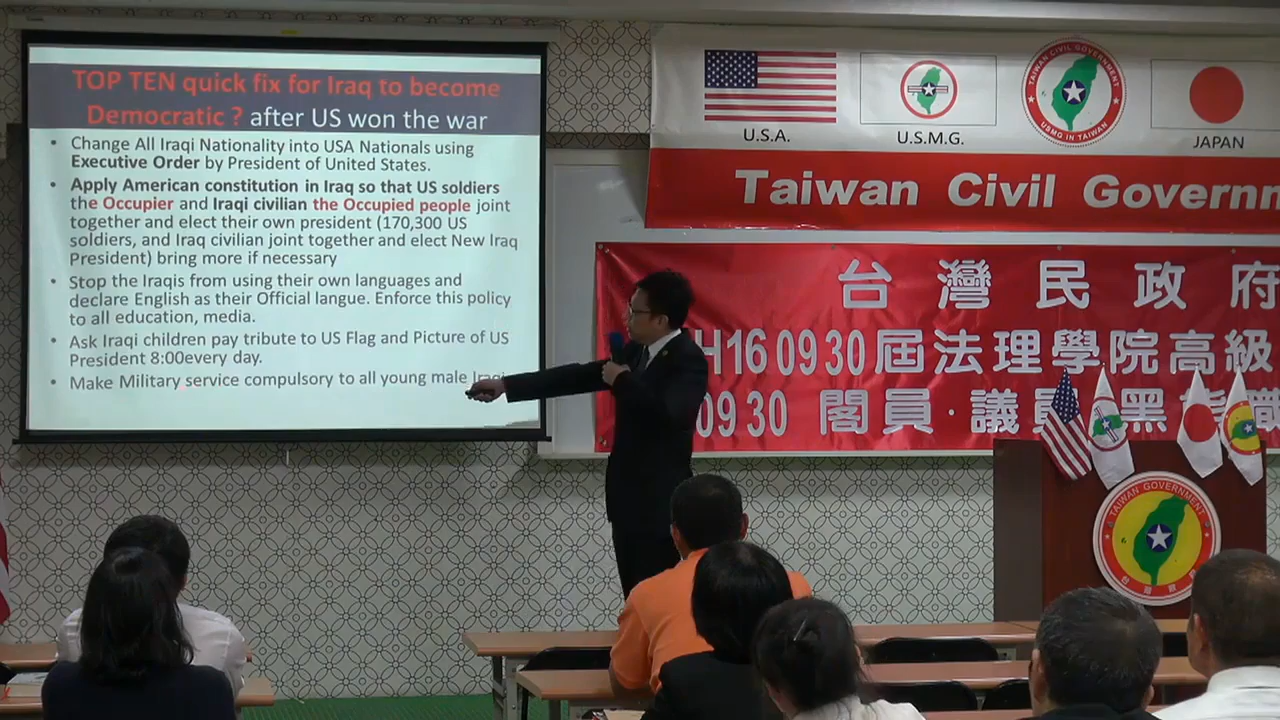 TOP TEN quick fix for Iraq to become
Democratic ? after US won the war
• Change All Iraqi Nationality into USA Nationals using
Executive Order by President of United States.
• Apply American constitution in Iraq so that US soldiers
the Occupier and Iraqi civilian the Occupied people joint
together and elect their own president (170,300 US
soldiers, and Iraq civilian joint together and elect New Iraq
President) bring more if necessary
• Stop the Iraqis from using their own languages and
declare English as their Official langue. Enforce this policy
to all education, media.
• Ask Iraqi children pay tribute to US Flag and Picture of US
President 8:00every day.
• Make Military service compulsory to all young male Iraqi
U.S.A.
U.S.M.G.
TAIWAN CIVIL GOVERNMENT
USMG IN TAIWAN
JAPAN
Taiwan Civil Governm
台灣民政府
H16 09 30 屆法理學院高級
09 30 閣員·議員
TAIWAN GOVERNMENT